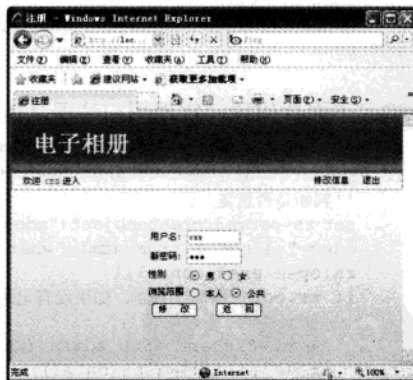 注册 - Windows Internet Explorer
http://loc...
Bing
文件(F) 编辑(E) 查看(V) 收藏夹(A) 工具(T) 帮助(H)
收藏夹 建议网站 获取更多加载项
注册 页面(P) 安全(S)
电子相册
欢迎 css 进入 修改信息 退出
用户名: css
新密码: ●●●
性别 男 女
浏览范围 本人 公共
修 改 返 回
完成 Internet 100%